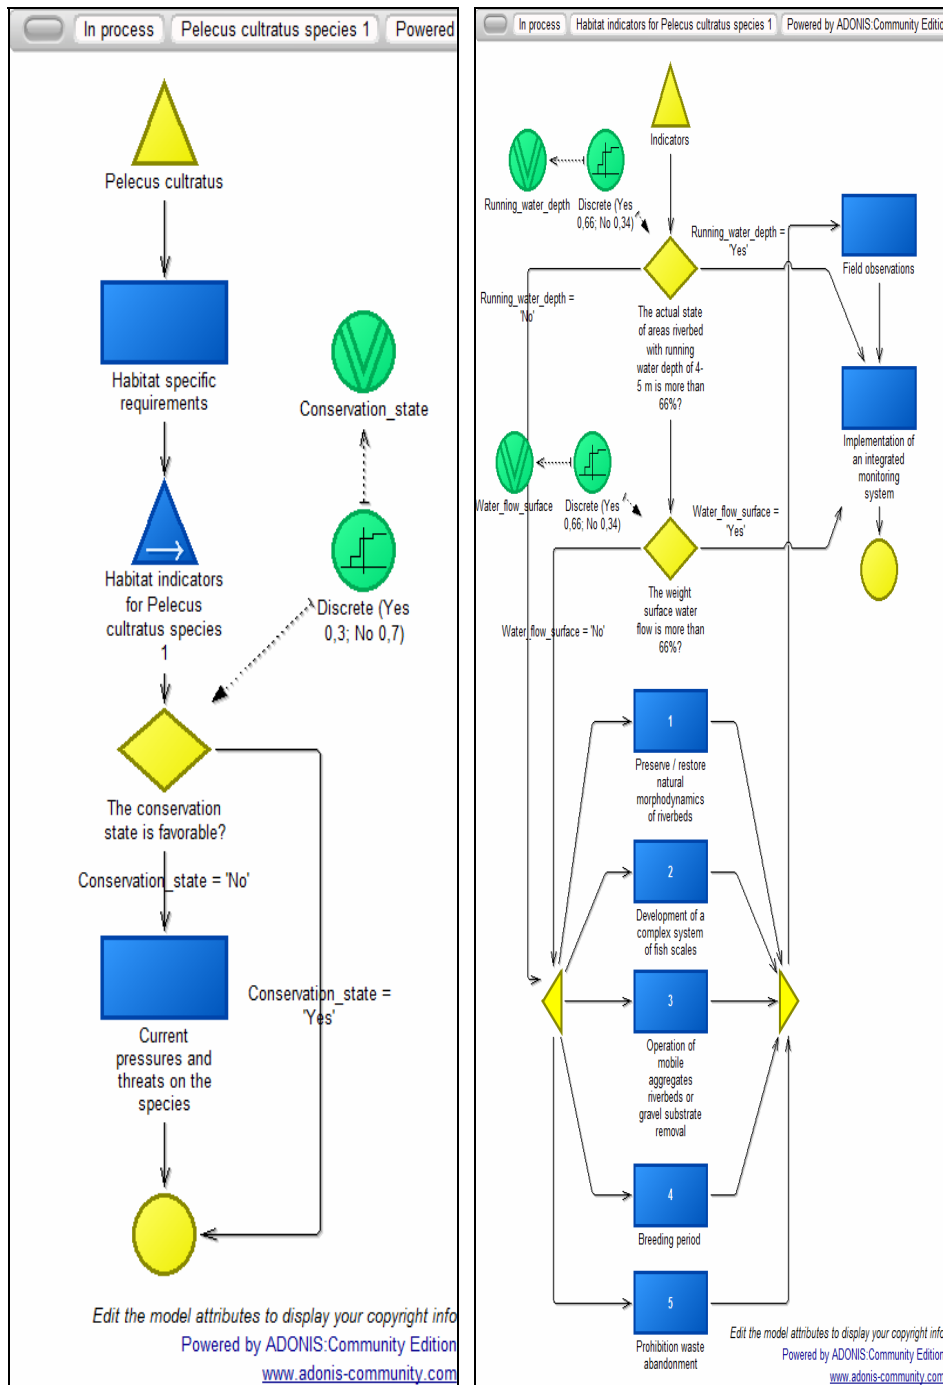 In process
Pelecus cultratus species 1
Powered
Pelecus cultratus
Habitat specific
requirements
Conservation_state
Habitat indicators
for Pelecus
cultratus species
1
Discrete (Yes
0,3; No 0,7)
The conservation
state is favorable?
Conservation_state = 'No'
Conservation_state =
'Yes'
Current
pressures and
threats on the
species
Edit the model attributes to display your copyright info
Powered by ADONIS:Community Edition
www.adonis-community.com
In process
Habitat indicators for Pelecus cultratus species 1
Powered by ADONIS:Community Editio
Indicators
Running_water_depth
Discrete (Yes
0,66; No 0,34)
Running_water_depth =
'Yes'
Field observations
Running_water_depth =
'No'
The actual state
of areas riverbed
with running
water depth of 4-
5 m is more than
66%?
Implementation of
an integrated
monitoring
system
Water_flow_surface
Discrete (Yes
0,66; No 0,34)
Water_flow_surface =
'Yes'
The weight
surface water
flow is more than
66%?
Water_flow_surface = 'No'
1
Preserve / restore
natural
morphodynamics
of riverbeds
2
Development of a
complex system
of fish scales
3
Operation of
mobile
aggregates
riverbeds or
gravel substrate
removal
4
Breeding period
5
Prohibition waste
abandonment
Edit the model attributes to display your copyright info
Powered by ADONIS:Community Edition
www.adonis-community.com